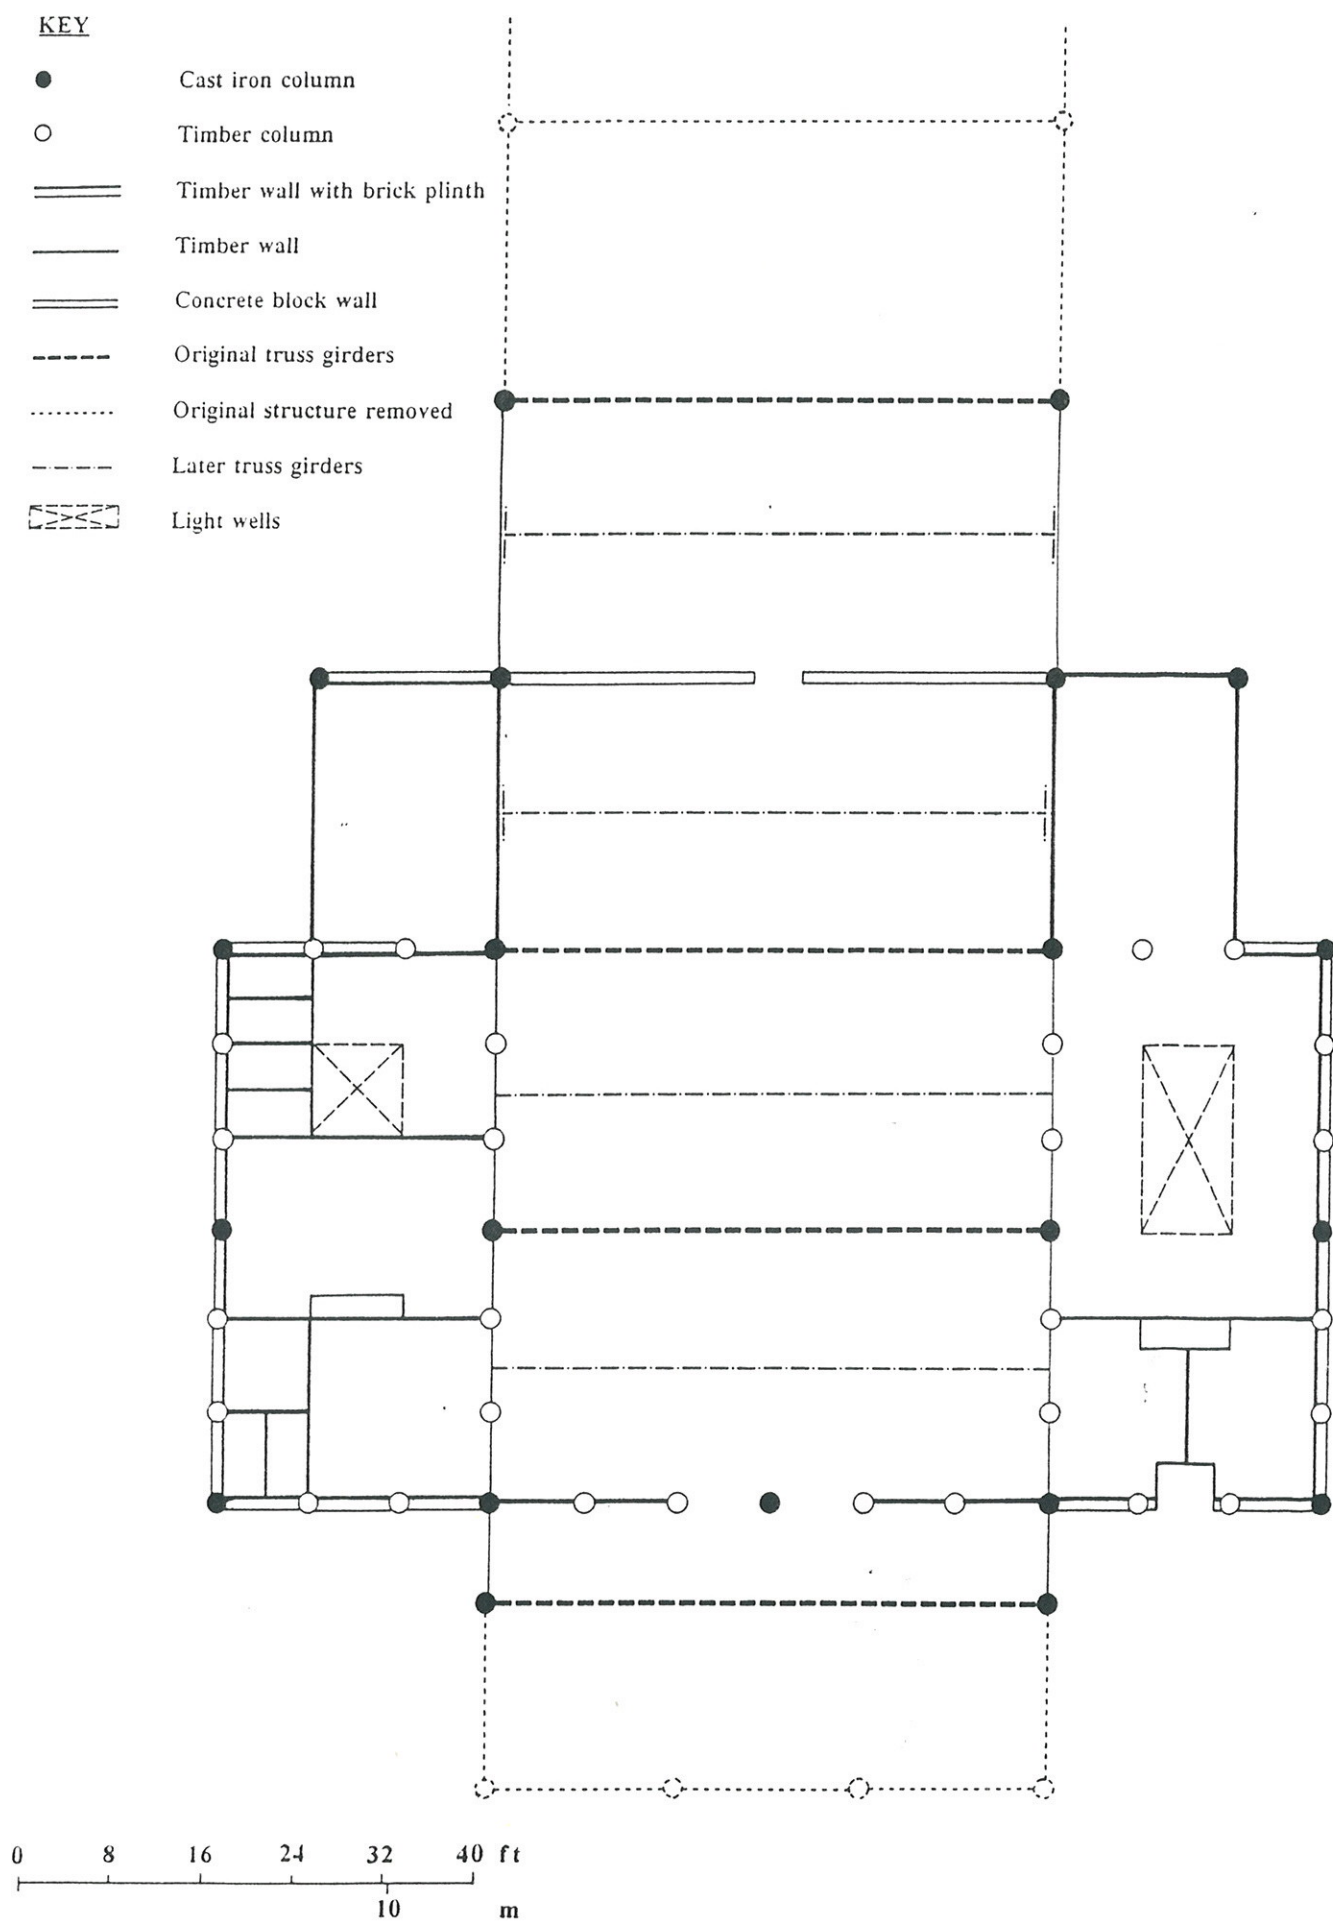 KEY
Cast iron column
Timber column
Timber wall with brick plinth
Timber wall
Concrete block wall
Original truss girders
Original structure removed
Later truss girders
Light wells
0 8 16 24 32 40 ft
10 m